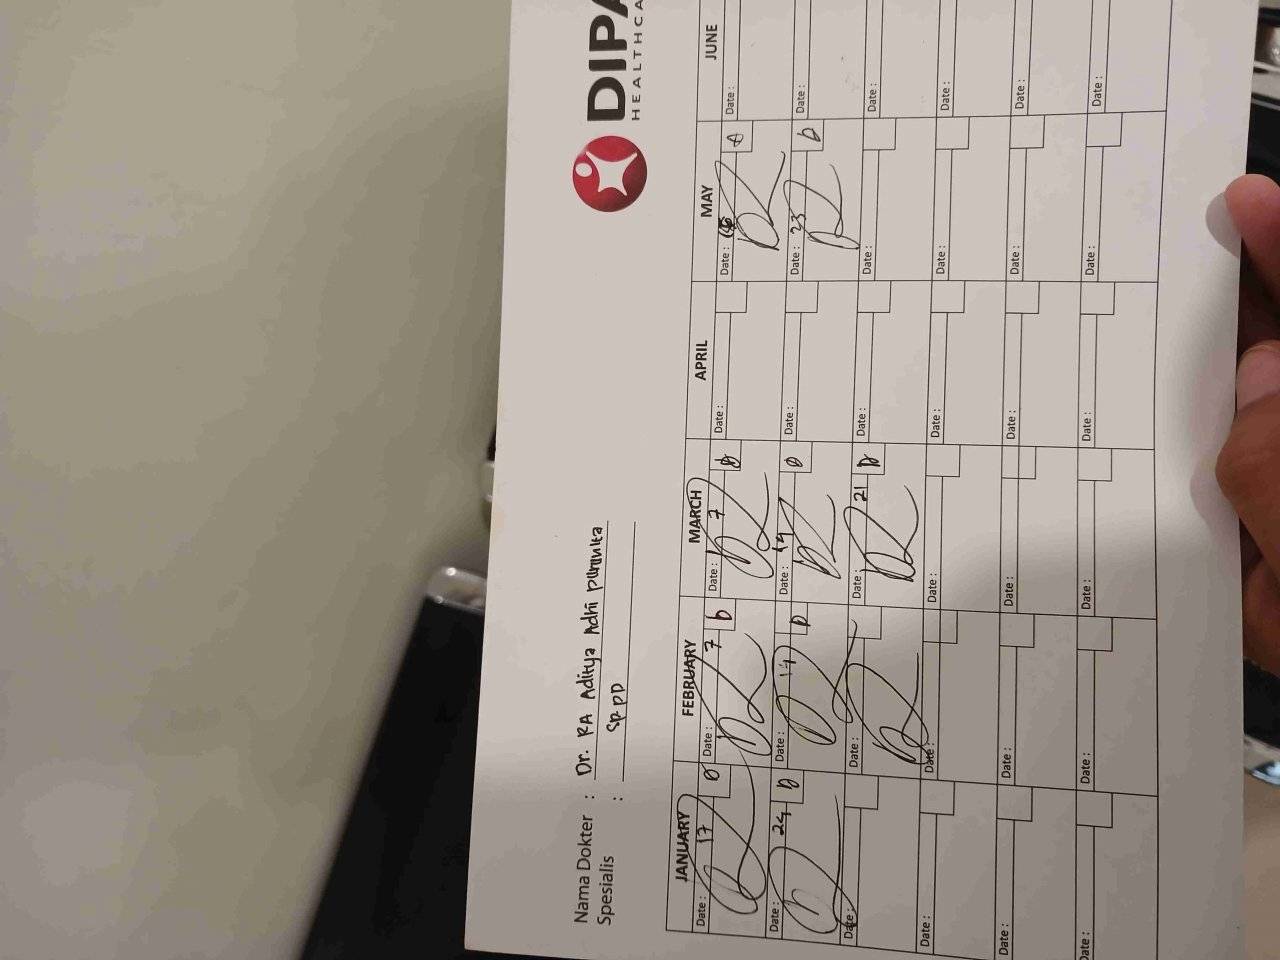 DIPA
HEALTHCA
Nama Dokter : Dr. RA Aditya Adhi
Spesialis : SpPD
JANUARY FEBRUARY MARCH APRIL MAY JUNE
Date : 17 D Date : 7 D Date : 7 D Date : Date : D Date :
Date : 24 D Date : 14 D Date : 14 D Date : Date : 23 D Date :
Date : Date : Date : 21 D Date : Date : Date :
Date : Date : Date : Date : Date : Date :
Date : Date : Date : Date : Date : Date :
Date : Date : Date : Date : Date : Date :